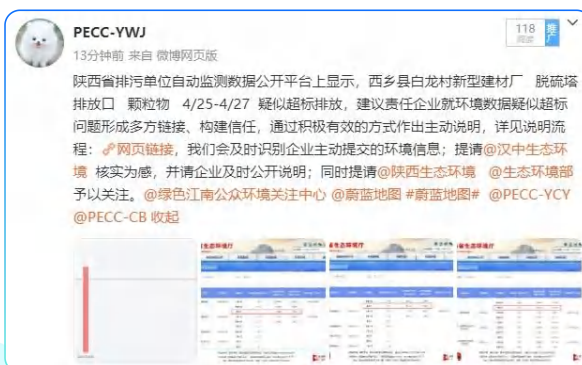 PECC-YWJ
118
阅读
推广
13分钟前 来自 微博网页版
陕西省排污单位自动监测数据公开平台上显示，西乡县白龙村新型建材厂 脱硫塔
排放口 颗粒物 4/25-4/27 疑似超标排放，建议责任企业就环境数据疑似超标
问题形成多方链接、构建信任，通过积极有效的方式作出主动说明，详见说明流
程：网页链接，我们会及时识别企业主动提交的环境信息；提请@汉中生态环
境 核实为感，并请企业及时公开说明；同时提请@陕西生态环境 @生态环境部
予以关注。@绿色江南公众环境关注中心 @蔚蓝地图 #蔚蓝地图# @PECC-YCY
@PECC-CB 收起